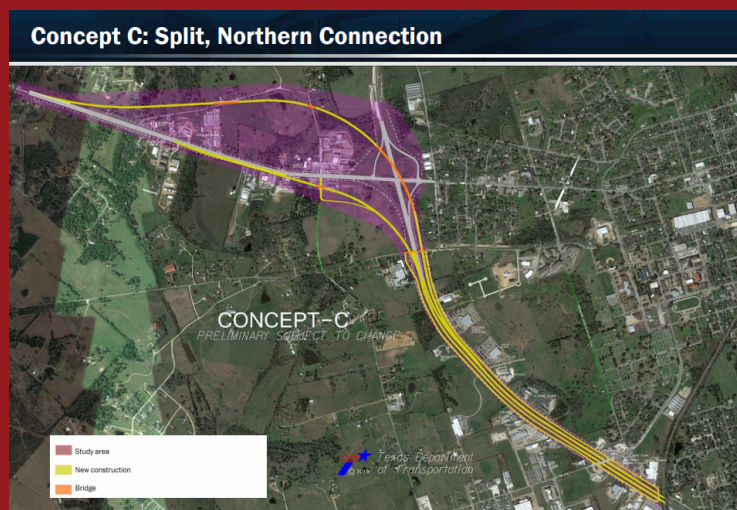 Concept C: Split, Northern Connection
CONCEPT-C
PRELIMINARY SUBJECT TO CHANGE
Study area
New construction
Bridge
Texas Department
of Transportation